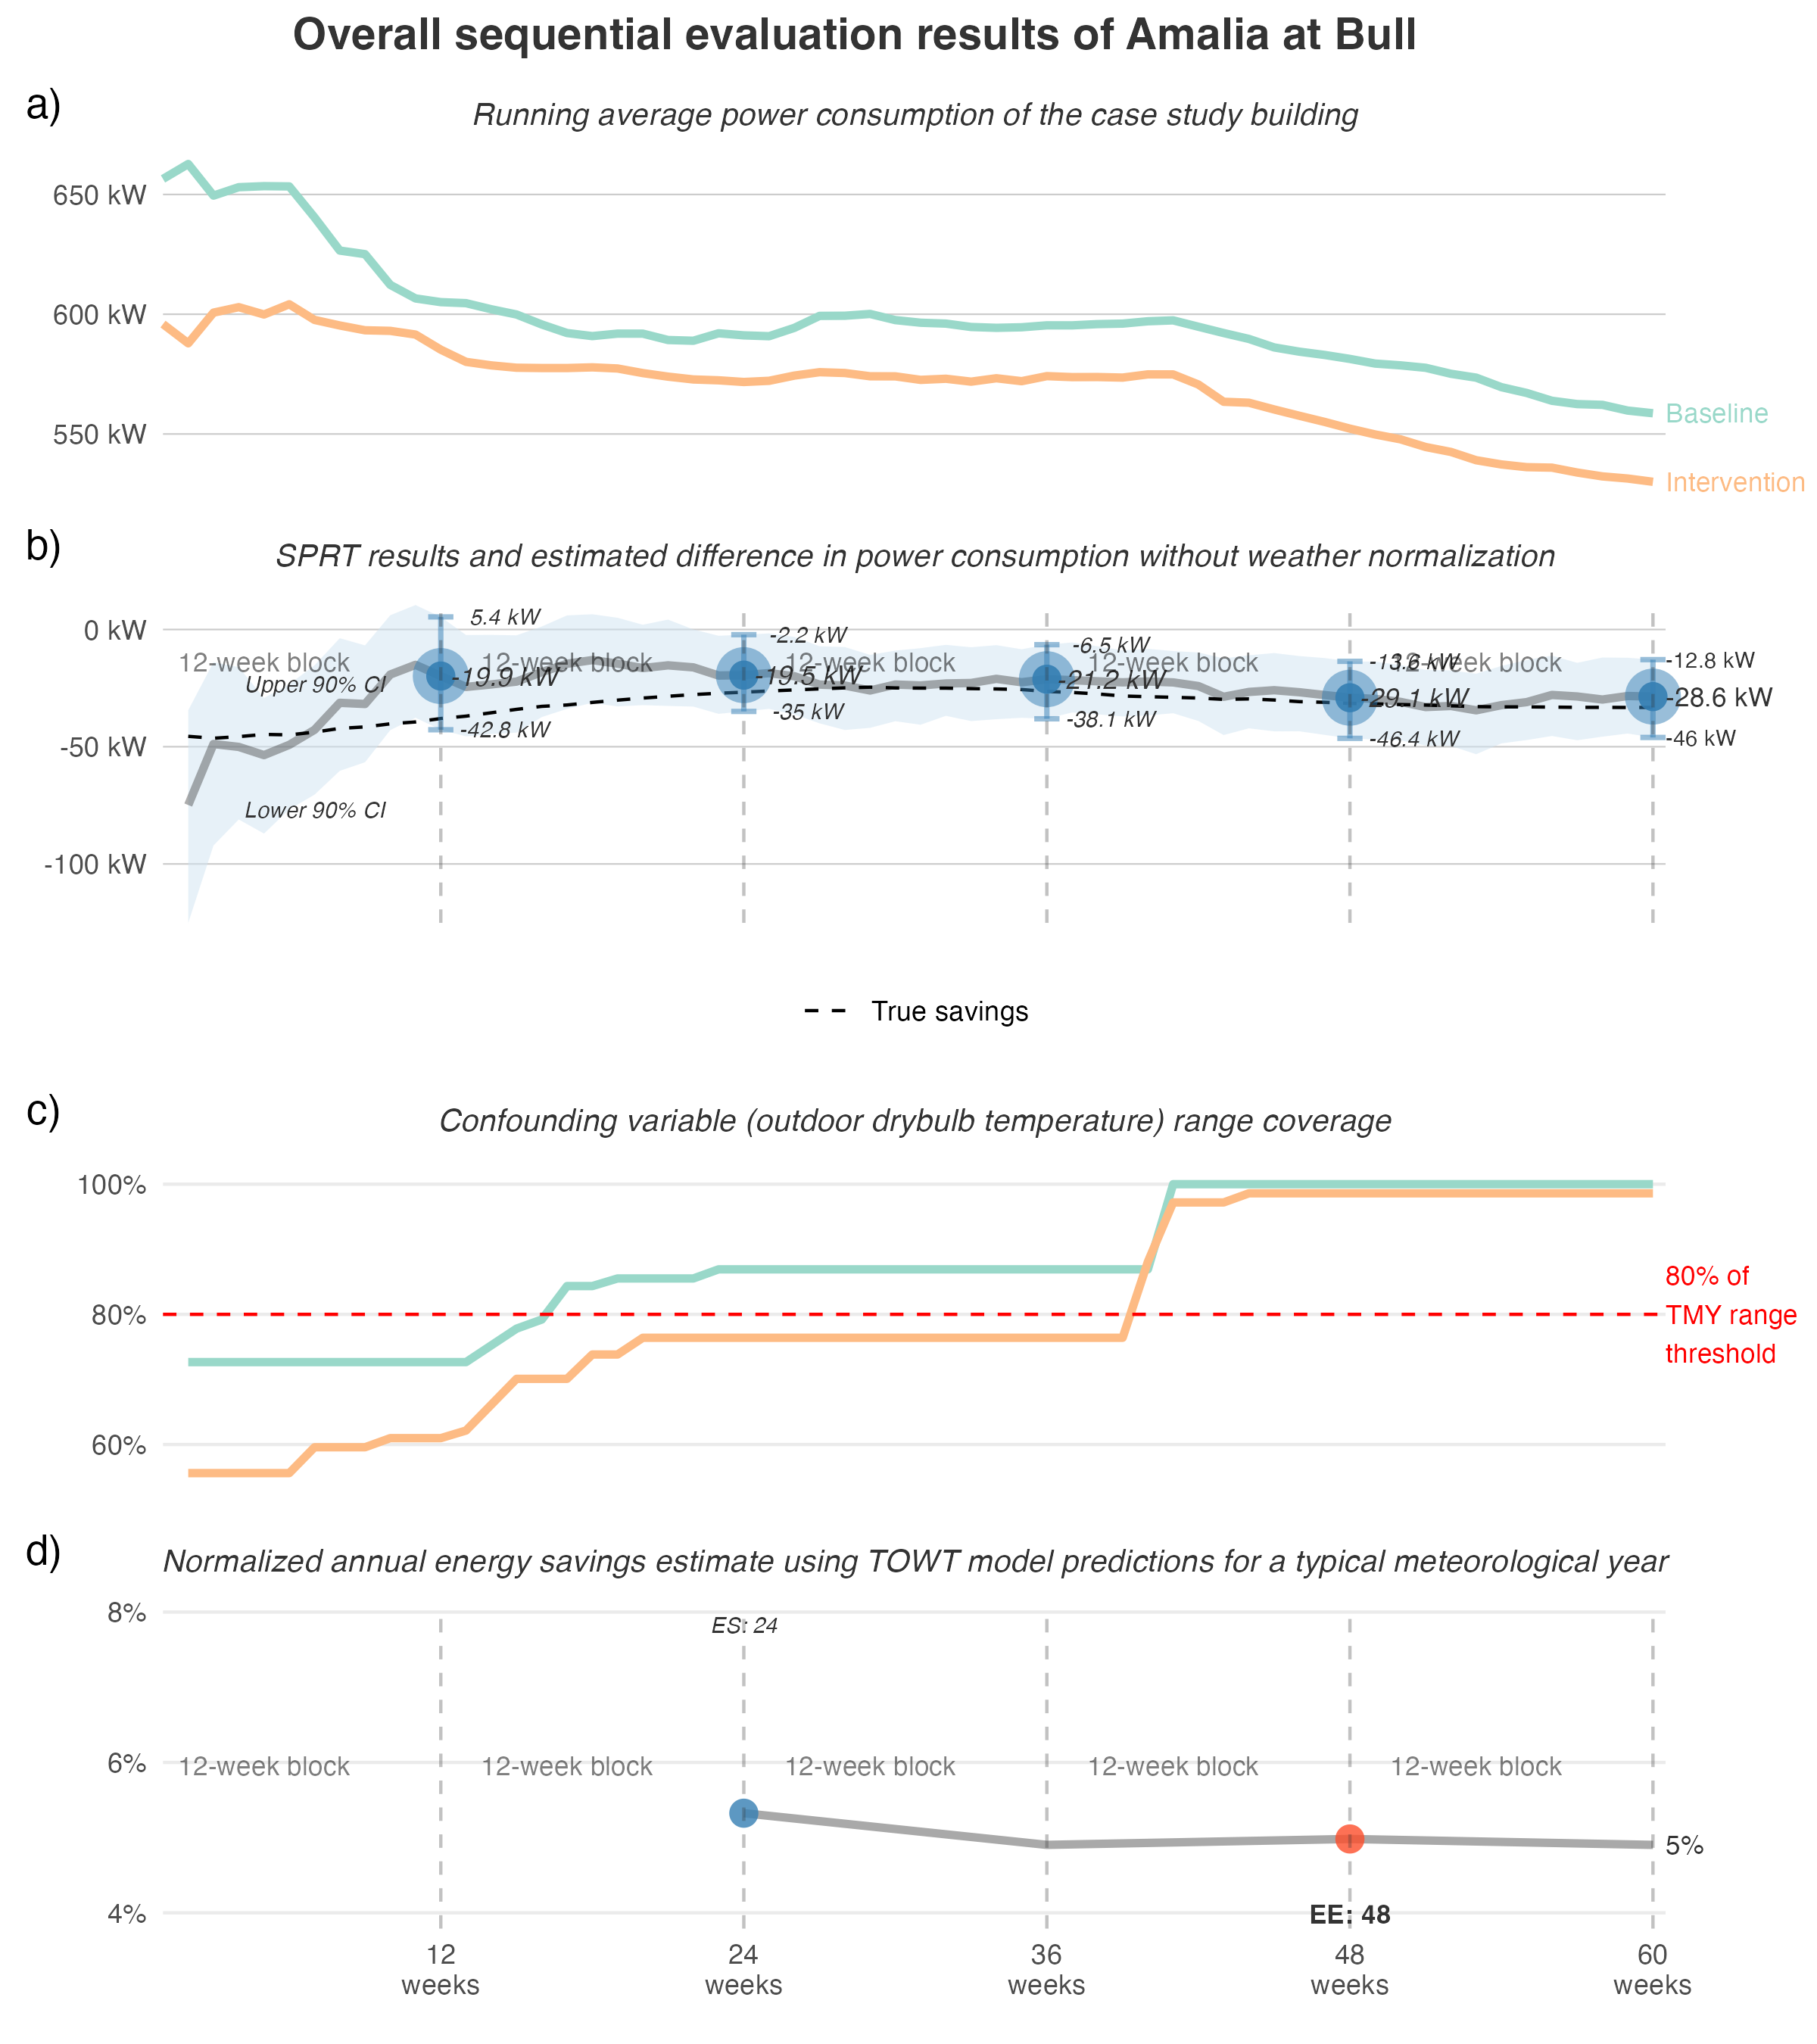 Overall sequential evaluation results of Amalia at Bull
a)
Running average power consumption of the case study building
650 kW
600 kW
550 kW
Baseline
Intervention
b)
SPRT results and estimated difference in power consumption without weather normalization
0 kW
-50 kW
-100 kW
12-week block
12-week block
12-week block
12-week block
12-week block
Upper 90% CI
Lower 90% CI
5.4 kW
-19.9 kW
-42.8 kW
-2.2 kW
-19.5 kW
-35 kW
-6.5 kW
-21.2 kW
-38.1 kW
-13.6 kW
-29.1 kW
-46.4 kW
-12.8 kW
-28.6 kW
-46 kW
True savings
c)
Confounding variable (outdoor drybulb temperature) range coverage
100%
80%
60%
80% of
TMY range
threshold
d)
Normalized annual energy savings estimate using TOWT model predictions for a typical meteorological year
8%
6%
4%
ES: 24
12-week block
12-week block
12-week block
12-week block
12-week block
5%
EE: 48
12
weeks
24
weeks
36
weeks
48
weeks
60
weeks